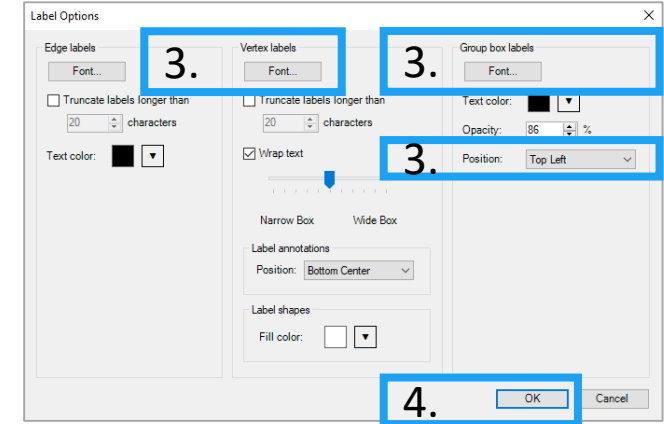 Label Options
Edge labels
Font...
Truncate labels longer than
20 characters
Text color:
3.
Vertex labels
Font...
Truncate labels longer than
20 characters
Wrap text
Narrow Box Wide Box
Label annotations
Position: Bottom Center
Label shapes
Fill color:
3.
Group box labels
Font...
Text color:
Opacity: 86 %
3.
Position: Top Left
4.
OK
Cancel